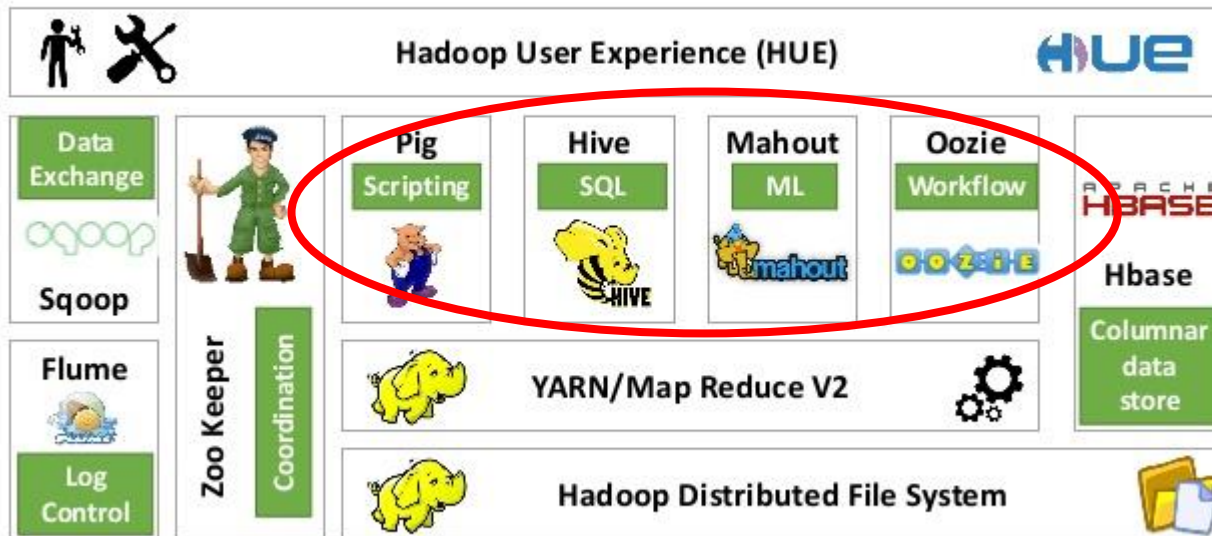 Hadoop User Experience (HUE)
HUE
Data
Exchange
sqoop
Sqoop
Flume
Log
Control
Zoo Keeper
Coordination
Pig
Scripting
Hive
SQL
HIVE
Mahout
ML
mahout
Oozie
Workflow
OOZIE
APACHE
HBASE
Hbase
Columnar
data
store
YARN/Map Reduce V2
Hadoop Distributed File System